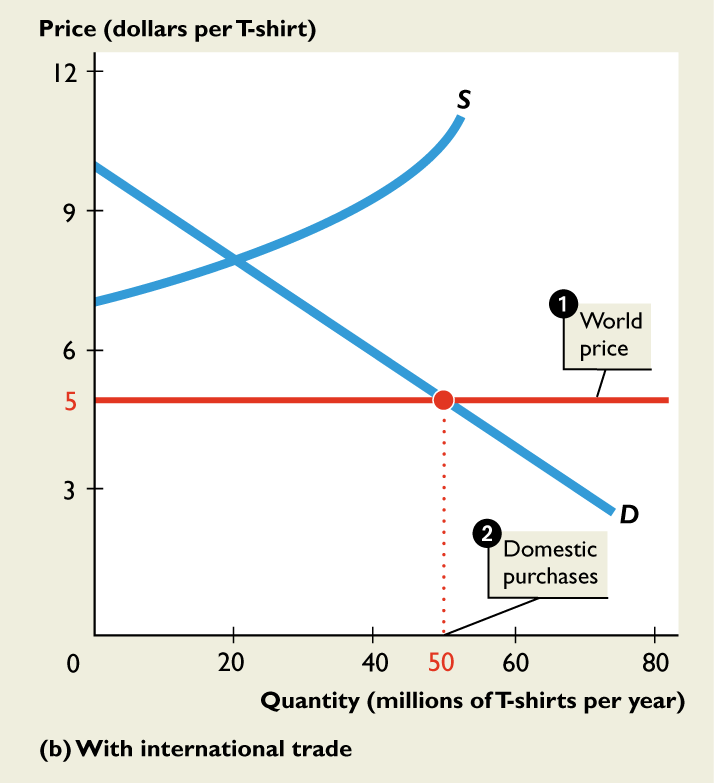 Price (dollars per T-shirt)
12
S
9
1
World
price
6
5
3
D
2
Domestic
purchases
0
20
40
50
60
80
Quantity (millions of T-shirts per year)
(b) With international trade